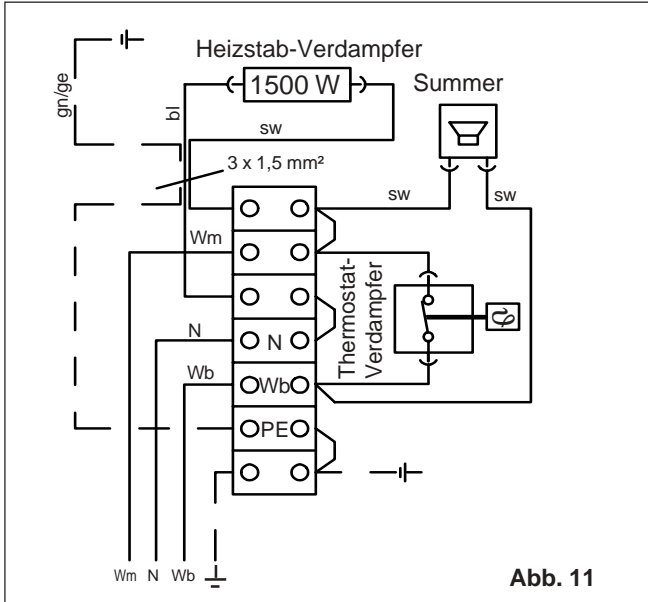 Heizstab-Verdampfer
1500 W
Summer
gn/ge
bl
sw
3 x 1,5 mm²
sw
sw
Wm
Thermostat-
Verdampfer
ϑ
N
N
Wb
Wb
PE
Wm N Wb
Abb. 11